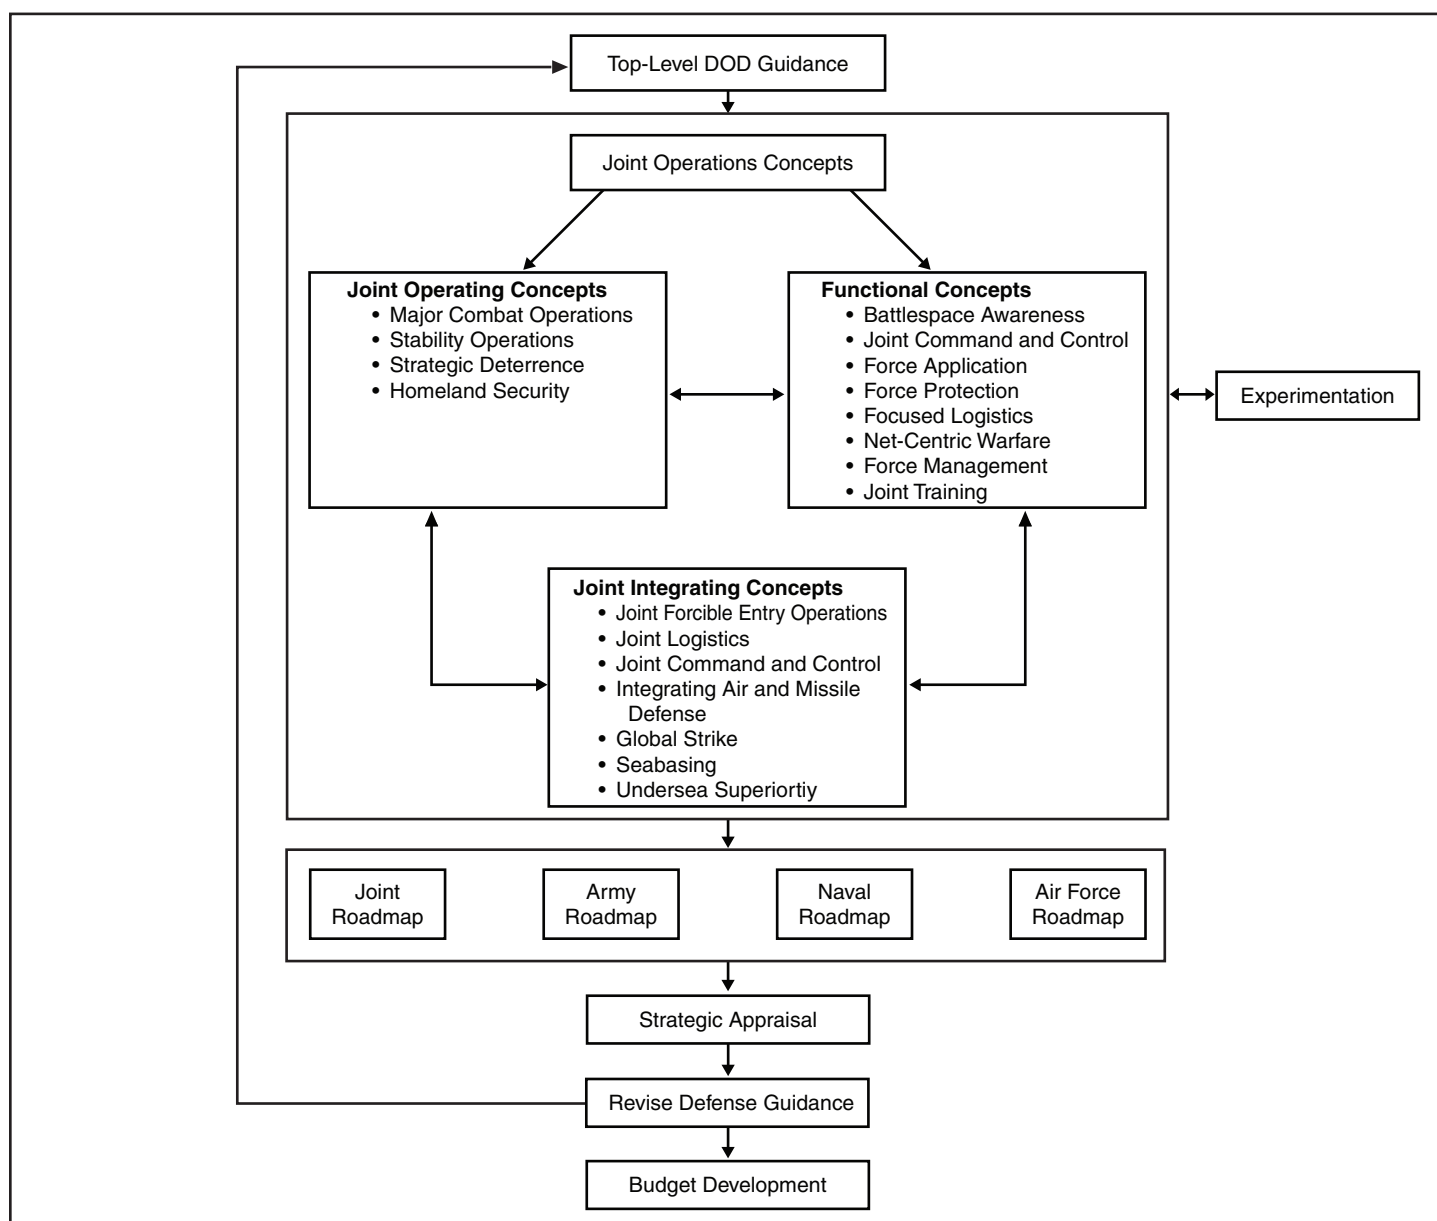 Top-Level DOD Guidance
Joint Operations Concepts
Joint Operating Concepts
• Major Combat Operations
• Stability Operations
• Strategic Deterrence
• Homeland Security
Functional Concepts
• Battlespace Awareness
• Joint Command and Control
• Force Application
• Force Protection
• Focused Logistics
• Net-Centric Warfare
• Force Management
• Joint Training
Experimentation
Joint Integrating Concepts
• Joint Forcible Entry Operations
• Joint Logistics
• Joint Command and Control
• Integrating Air and Missile
Defense
• Global Strike
• Seabasing
• Undersea Superiortiy
Joint
Roadmap
Army
Roadmap
Naval
Roadmap
Air Force
Roadmap
Strategic Appraisal
Revise Defense Guidance
Budget Development